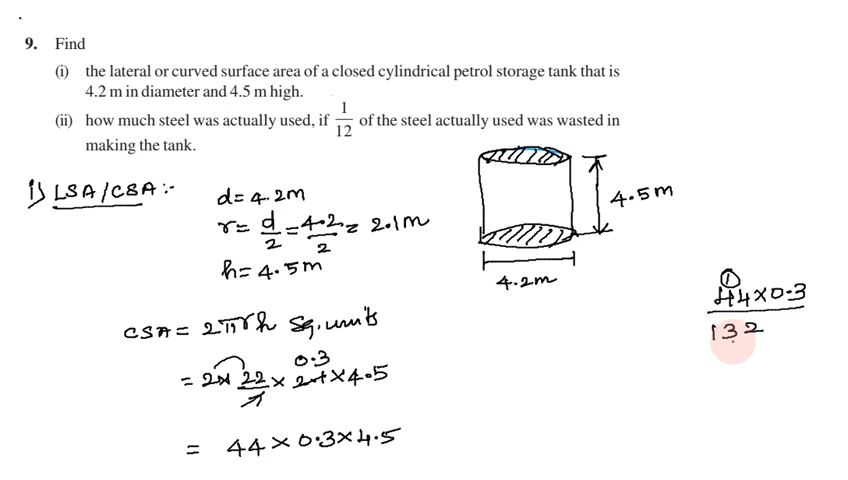 9. Find
(i) the lateral or curved surface area of a closed cylindrical petrol storage tank that is
4.2 m in diameter and 4.5 m high.
(ii) how much steel was actually used, if 1/12 of the steel actually used was wasted in
making the tank.
i) LSA/CSA :-
d = 4.2m
r = d/2 = 4.2/2 = 2.1m
h = 4.5m
4.5m
4.2m
CSA = 2πrh Sq. units
0.3
= 2 x 22/7 x 2.1 x 4.5
= 44 x 0.3 x 4.5
1
44 x 0.3
132